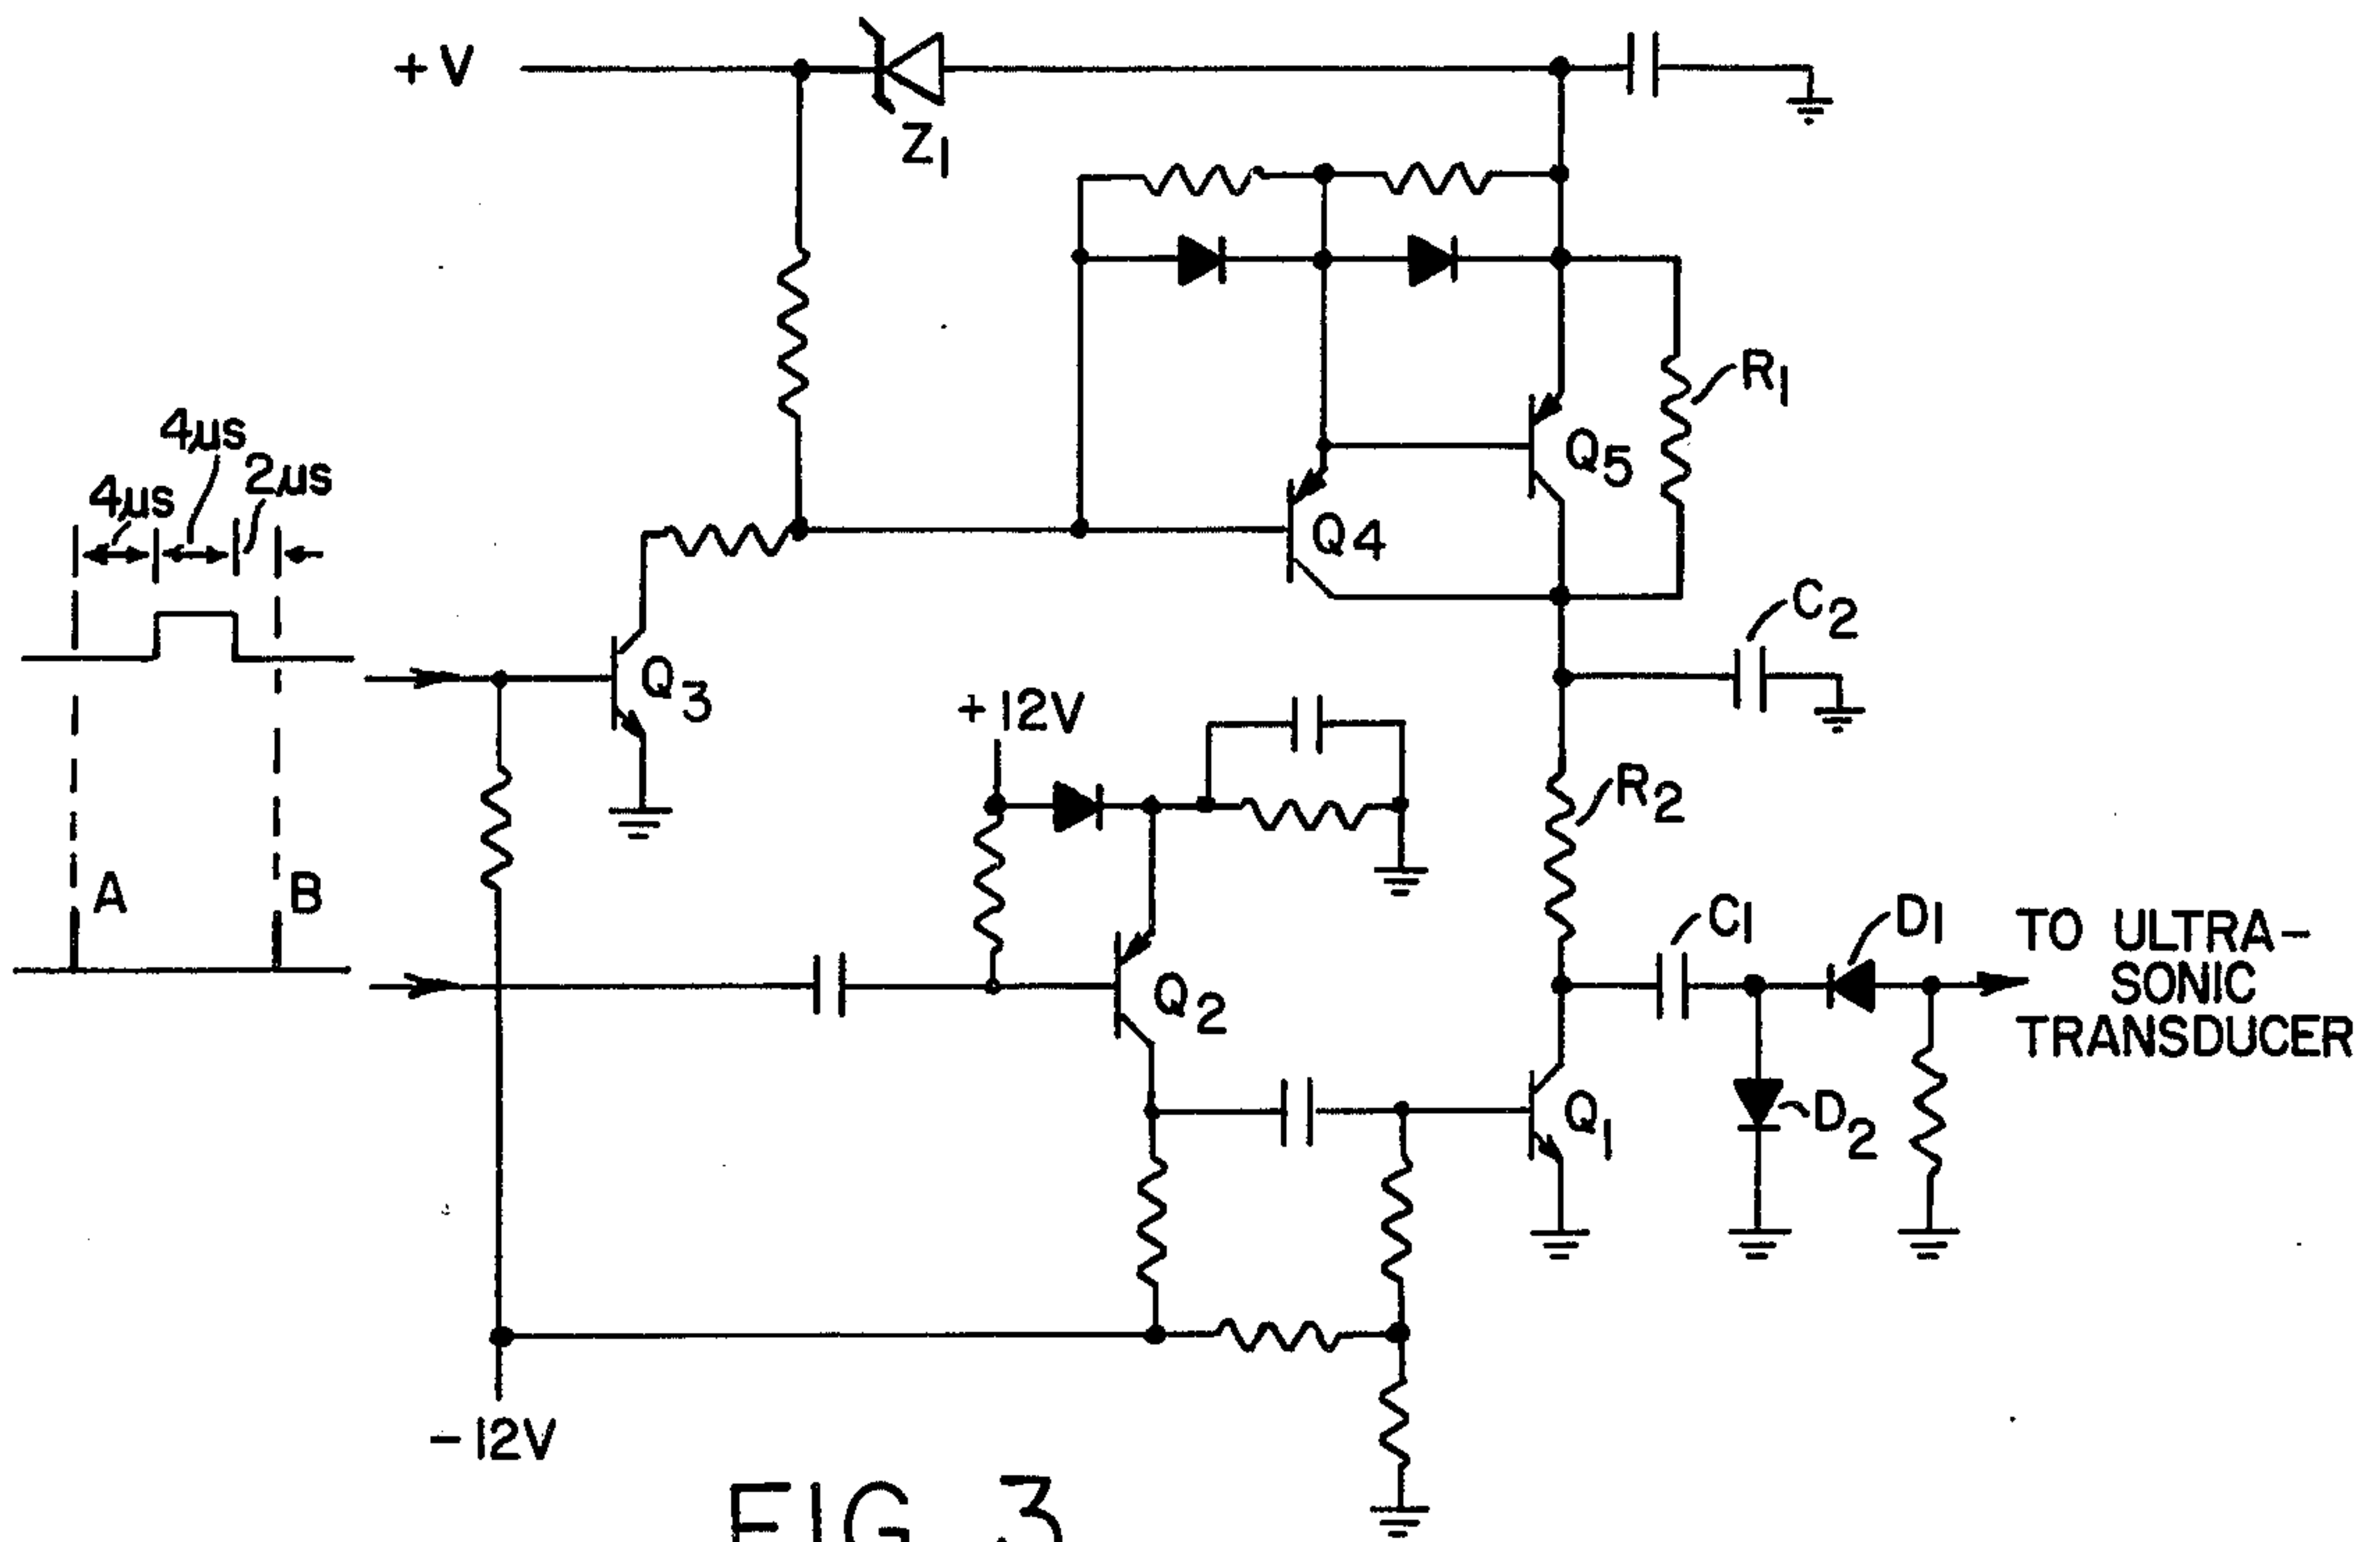 +V
Z1
4µs
4µs
2µs
R1
Q5
Q4
C2
Q3
+12V
R2
A
B
C1
D1
TO ULTRA-
SONIC
TRANSDUCER
Q2
Q1
D2
-12V
FIG. 3